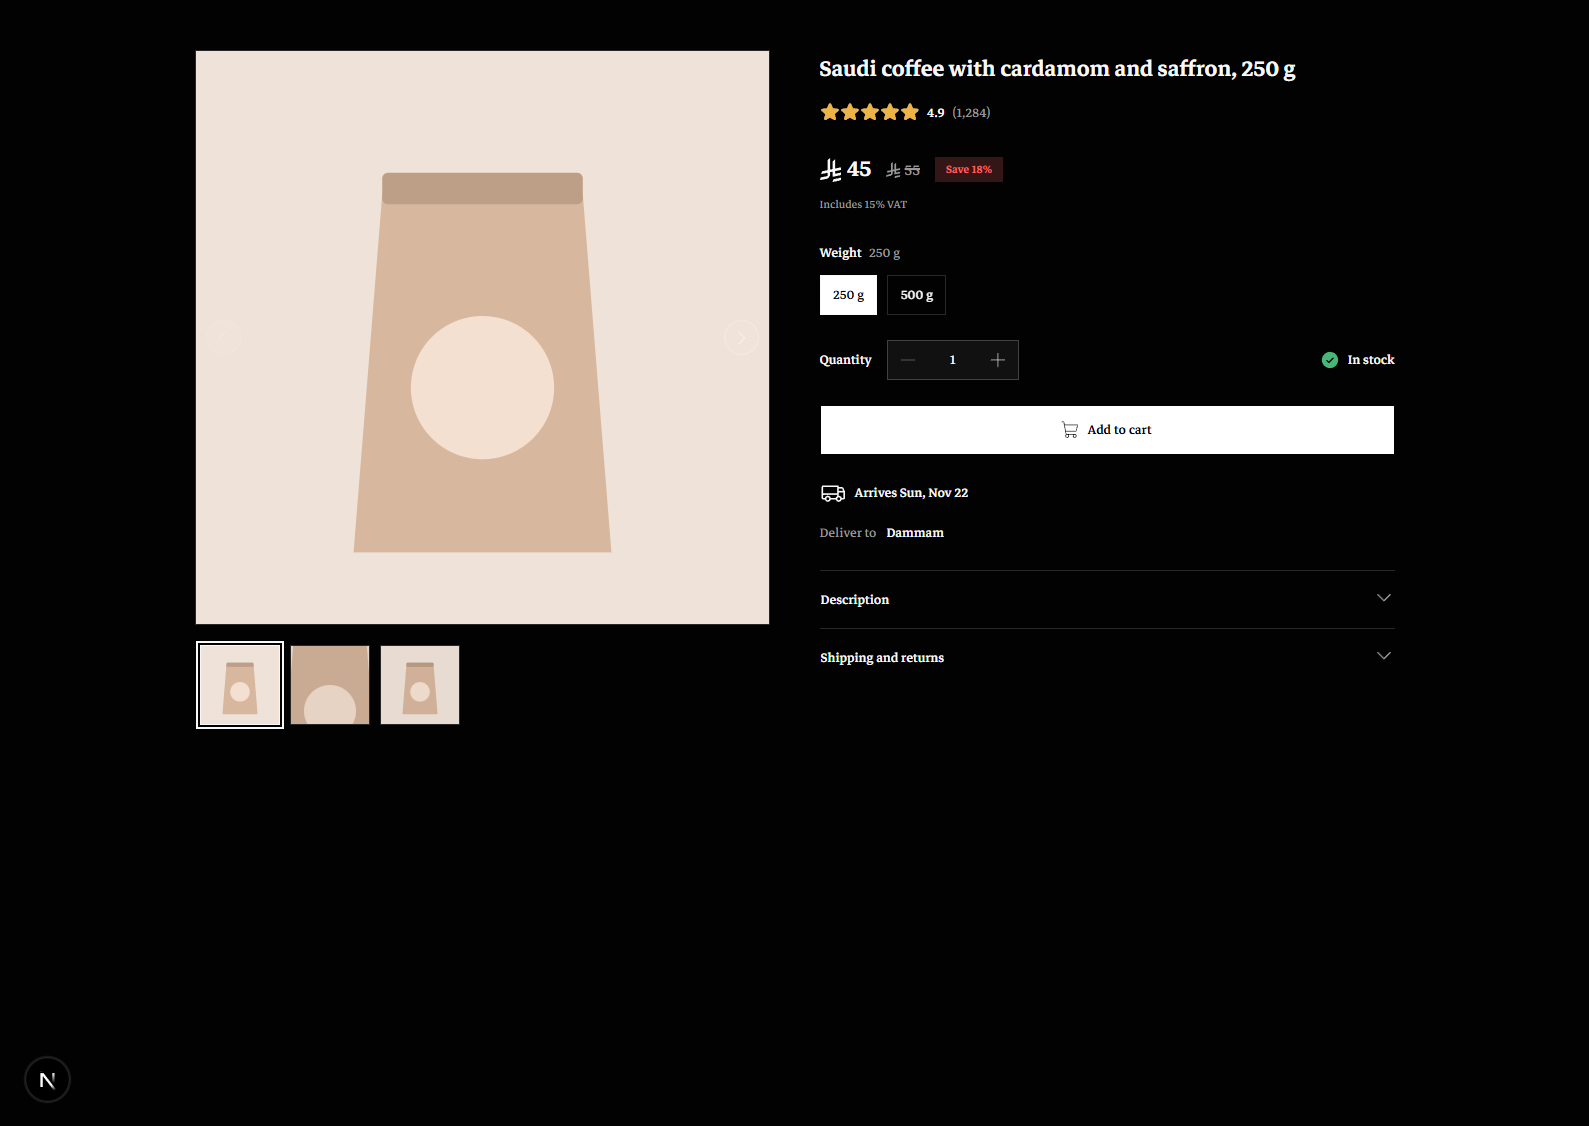 Saudi coffee with cardamom and saffron, 250 g
4.9 (1,284)
⃁ 45 ⃁ 55 Save 18%
Includes 15% VAT
Weight 250 g
250 g 500 g
Quantity 1 In stock
Add to cart
Arrives Sun, Nov 22
Deliver to Dammam
Description
Shipping and returns
N